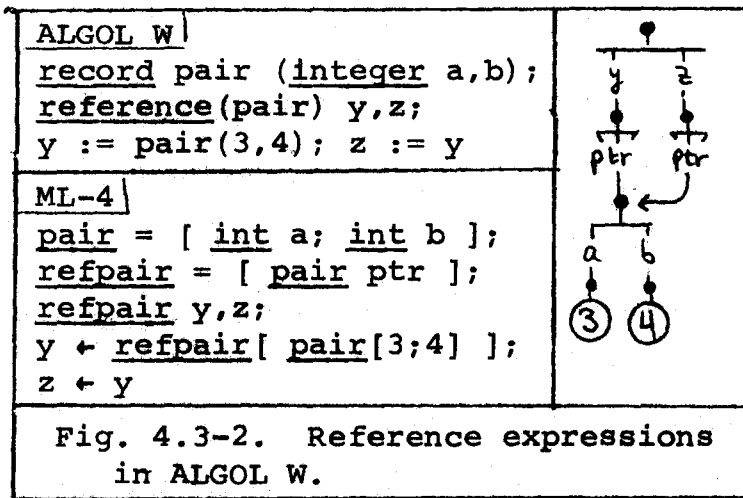 ALGOL W
record pair (integer a,b);
reference(pair) y,z;
y := pair(3,4); z := y
ML-4
pair = [ int a; int b ];
refpair = [ pair ptr ];
refpair y,z;
y ← refpair[ pair[3;4] ];
z ← y
y z
ptr ptr
a b
3 4
Fig. 4.3-2. Reference expressions
in ALGOL W.